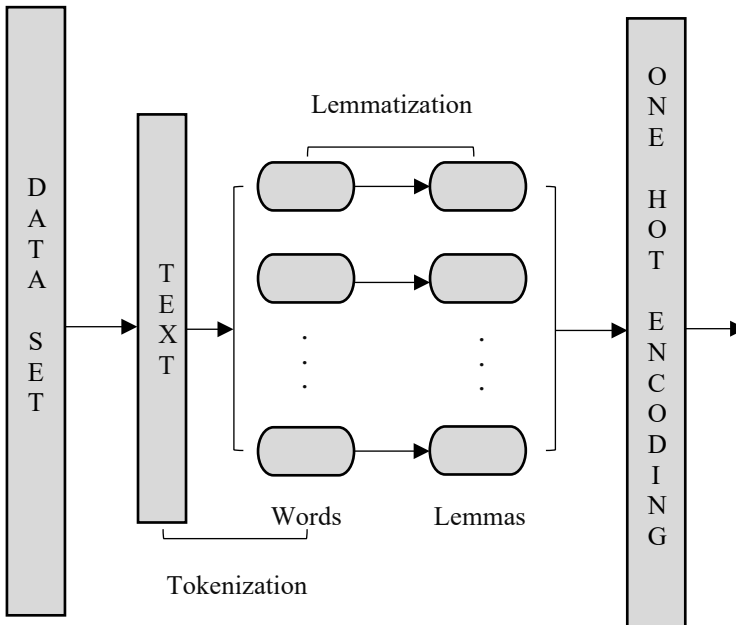 DATA SET
TEXT
Lemmatization
Words
Lemmas
Tokenization
ONE HOT ENCODING